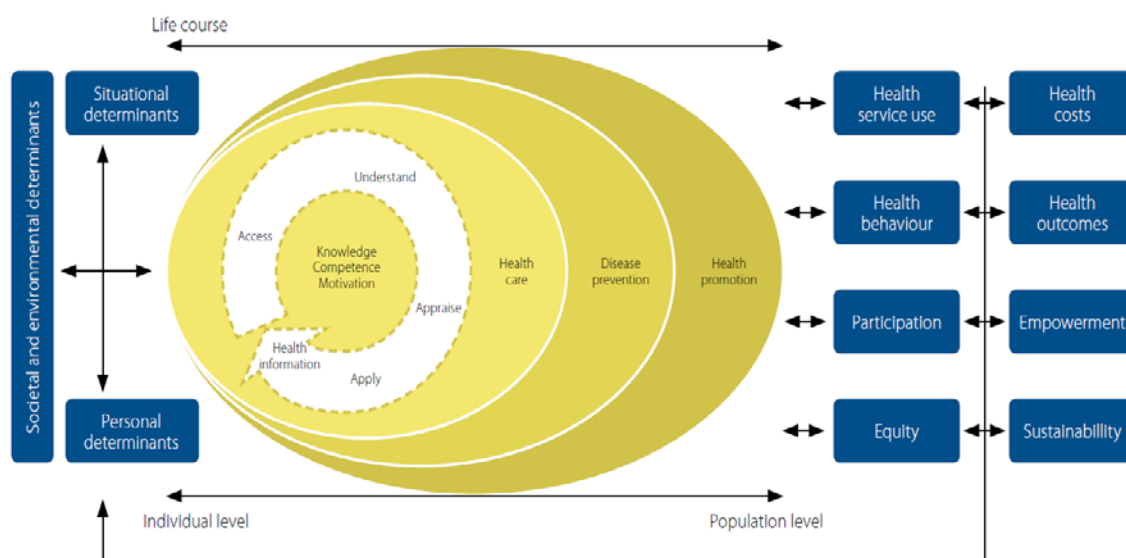 Life course
Societal and environmental determinants
Situational
determinants
Personal
determinants
Understand
Access
Knowledge
Competence
Motivation
Appraise
Health
information
Apply
Health
care
Disease
prevention
Health
promotion
Individual level
Population level
Health
service use
Health
costs
Health
behaviour
Health
outcomes
Participation
Empowerment
Equity
Sustainabillity